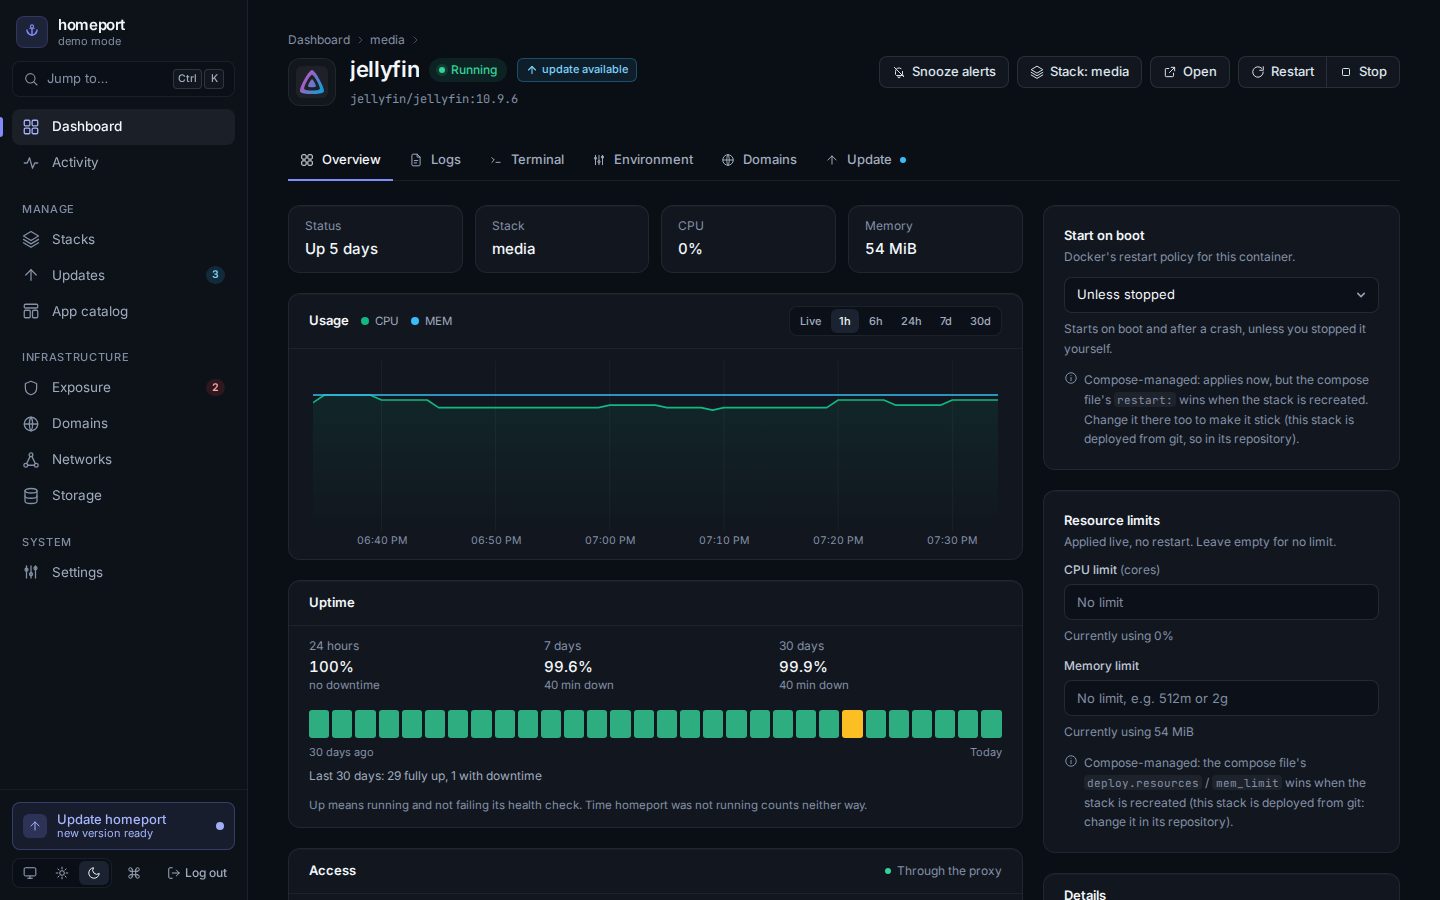 homeport
demo mode
Jump to...
Ctrl K
Dashboard
Activity
MANAGE
Stacks
Updates 3
App catalog
INFRASTRUCTURE
Exposure 2
Domains
Networks
Storage
SYSTEM
Settings
Update homeport
new version ready
Log out
Dashboard > media >
jellyfin Running update available
jellyfin/jellyfin:10.9.6
Snooze alerts Stack: media Open Restart Stop
Overview Logs Terminal Environment Domains Update
Status
Up 5 days
Stack
media
CPU
0%
Memory
54 MiB
Usage CPU MEM Live 1h 6h 24h 7d 30d
06:40 PM 06:50 PM 07:00 PM 07:10 PM 07:20 PM 07:30 PM
Uptime
24 hours
100%
no downtime
7 days
99.6%
40 min down
30 days
99.9%
40 min down
30 days ago Today
Last 30 days: 29 fully up, 1 with downtime
Up means running and not failing its health check. Time homeport was not running counts neither way.
Access Through the proxy
Start on boot
Docker's restart policy for this container.
Unless stopped
Starts on boot and after a crash, unless you stopped it
yourself.
Compose-managed: applies now, but the compose
file's restart: wins when the stack is recreated.
Change it there too to make it stick (this stack is
deployed from git, so in its repository).
Resource limits
Applied live, no restart. Leave empty for no limit.
CPU limit (cores)
No limit
Currently using 0%
Memory limit
No limit, e.g. 512m or 2g
Currently using 54 MiB
Compose-managed: the compose file's
deploy.resources / mem_limit wins when the
stack is recreated (this stack is deployed from git:
change it in its repository).
Details